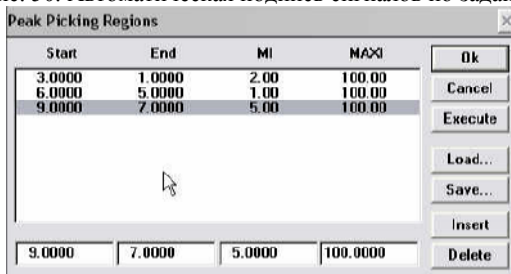 Peak Picking Regions
Start End MI MAXI
3.0000 1.0000 2.00 100.00
6.0000 5.0000 1.00 100.00
9.0000 7.0000 5.00 100.00
9.0000 7.0000 5.0000 100.0000
Ok
Cancel
Execute
Load...
Save...
Insert
Delete